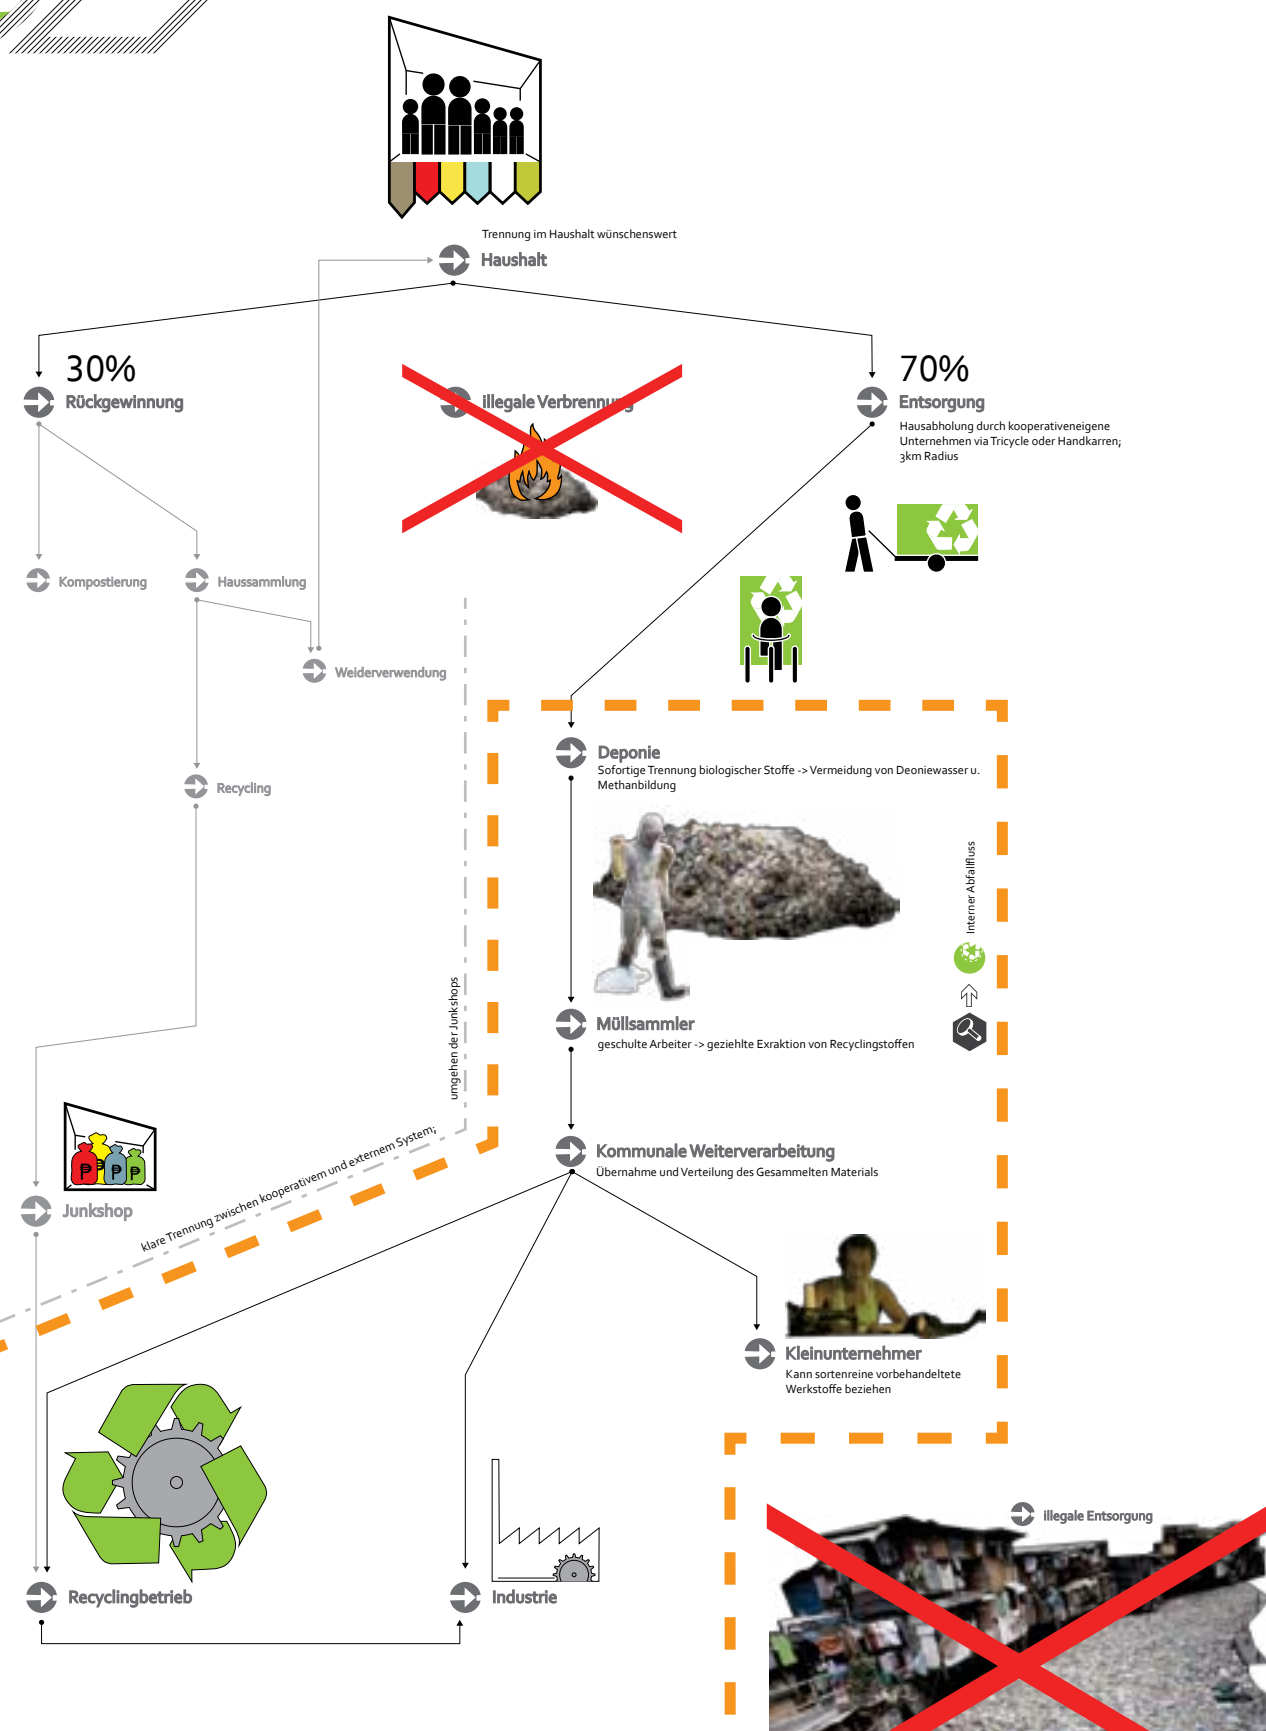 Trennung im Haushalt wünschenswert
Haushalt
30%
Rückgewinnung
illegale Verbrennung
70%
Entsorgung
Hausabholung durch kooperativeneigene
Unternehmen via Tricycle oder Handkarren;
3km Radius
Kompostierung
Haussammlung
Weiderverwendung
Recycling
Deponie
Sofortige Trennung biologischer Stoffe -> Vermeidung von Deoniewasser u.
Methanbildung
Interner Abfallfluss
umgehen der Junkshops
Müllsammler
geschulte Arbeiter -> geziehlte Exraktion von Recyclingstoffen
klare Trennung zwischen kooperativem und externem System;
Kommunale Weiterverarbeitung
Übernahme und Verteilung des Gesammelten Materials
₱ ₱ ₱ ₱
Junkshop
Kleinunternehmer
Kann sortenreine vorbehandeltete
Werkstoffe beziehen
illegale Entsorgung
Recyclingbetrieb
Industrie